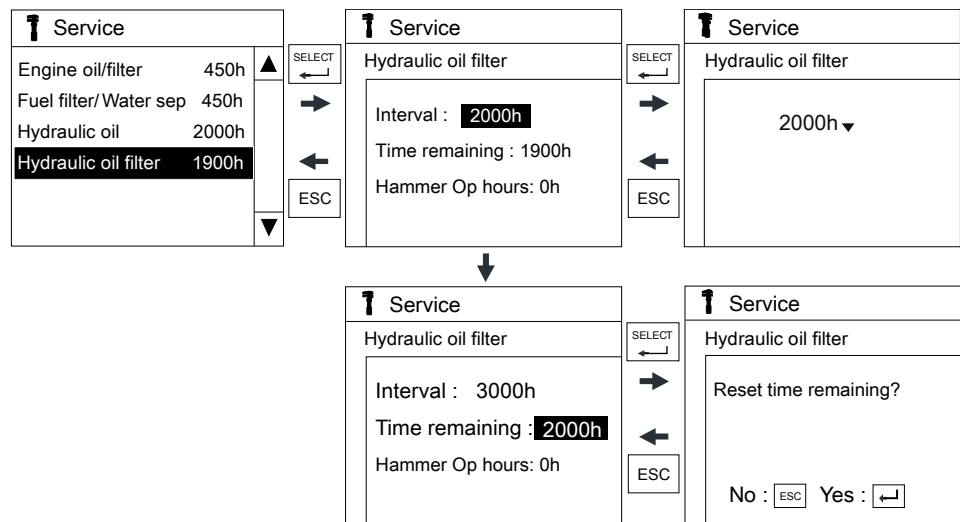 Service
Engine oil/filter 450h
Fuel filter/Water sep 450h
Hydraulic oil 2000h
Hydraulic oil filter 1900h
SELECT
ESC
Service
Hydraulic oil filter
Interval : 2000h
Time remaining : 1900h
Hammer Op hours: 0h
SELECT
ESC
Service
Hydraulic oil filter
2000h
Service
Hydraulic oil filter
Interval : 3000h
Time remaining : 2000h
Hammer Op hours: 0h
SELECT
ESC
Service
Hydraulic oil filter
Reset time remaining?
No : ESC Yes :